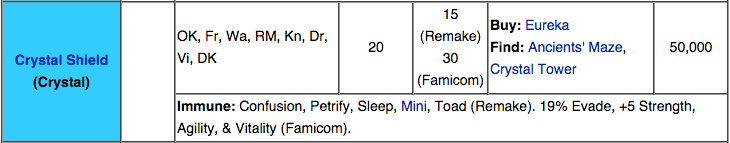 Crystal Shield
(Crystal)
OK, Fr, Wa, RM, Kn, Dr,
Vi, DK
20
15
(Remake)
30
(Famicom)
Buy: Eureka
Find: Ancients' Maze,
Crystal Tower
50,000
Immune: Confusion, Petrify, Sleep, Mini, Toad (Remake). 19% Evade, +5 Strength,
Agility, & Vitality (Famicom).